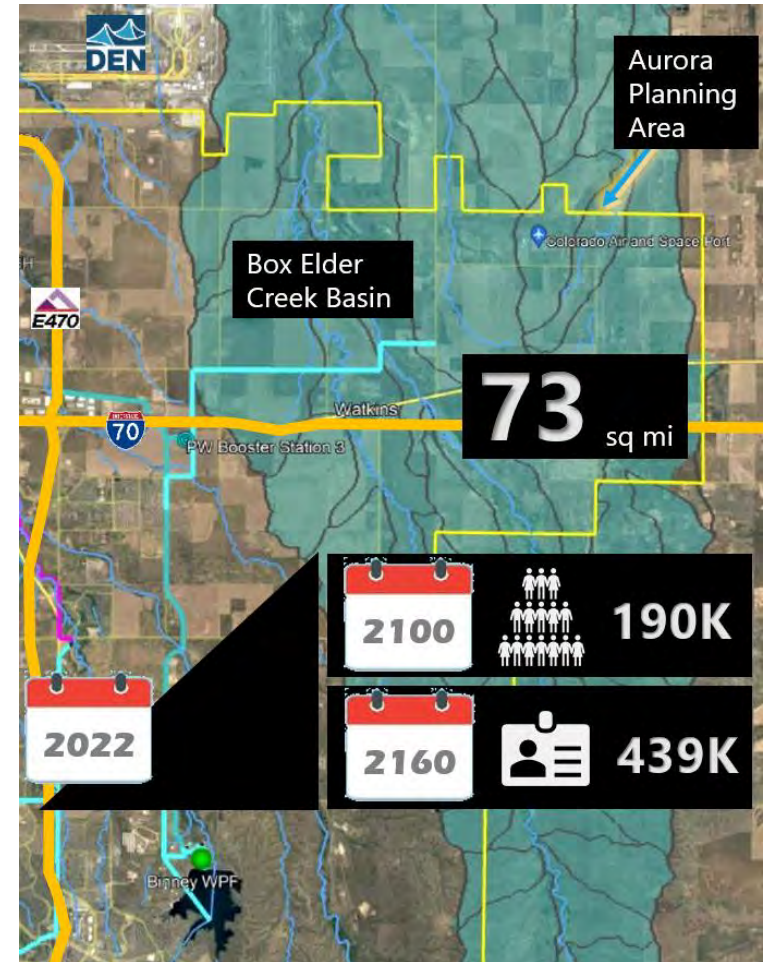 DEN
Aurora
Planning
Area
Colorado Air and Space Port
Box Elder
Creek Basin
H
E470
Watkins
73 sq mi
INTERSTATE
70
PW Booster Station 3
2100 190K
2022
2160 439K
Binney WPF